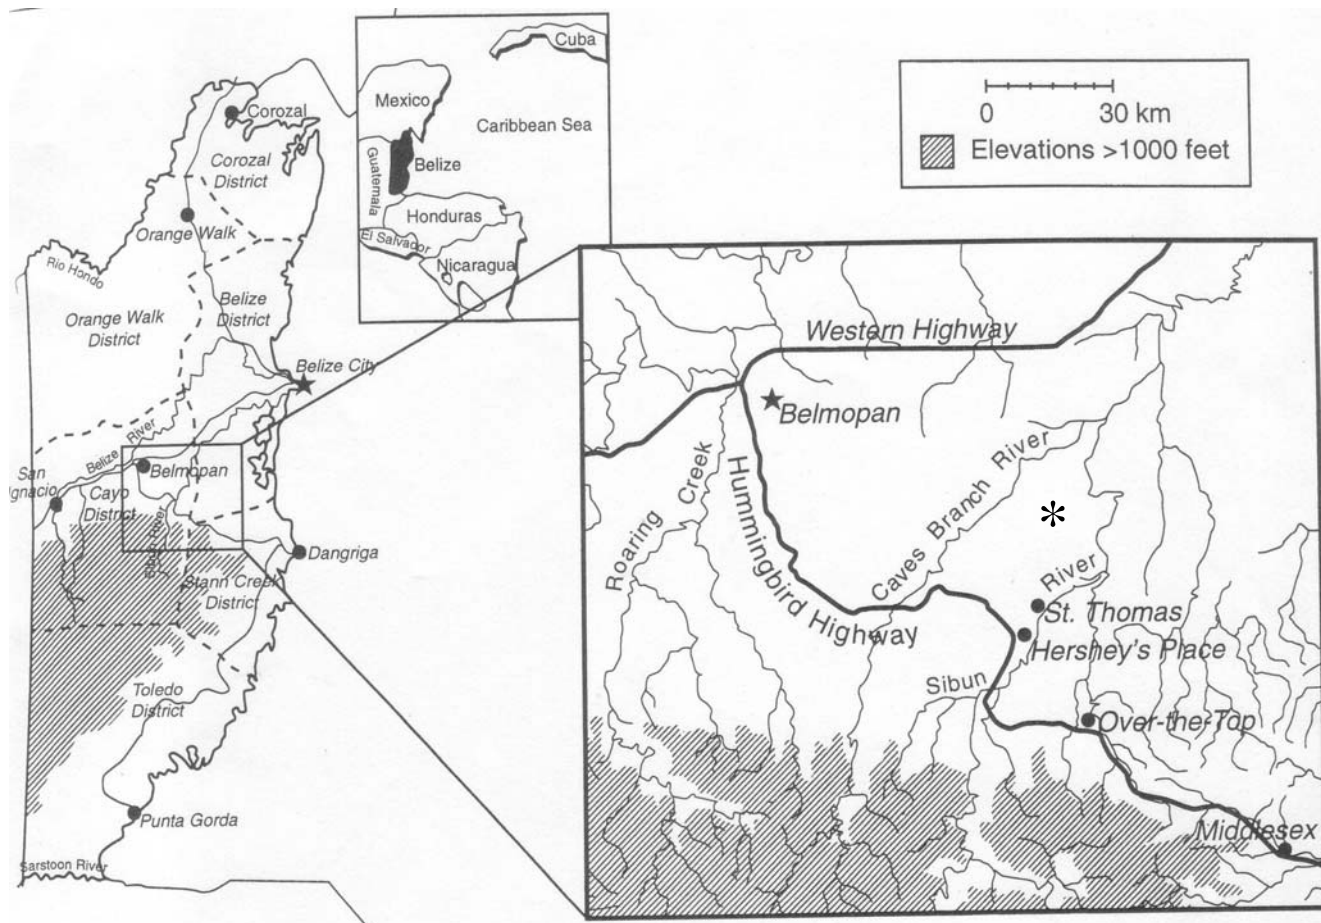 Cuba
Mexico
Caribbean Sea
Guatemala
Belize
Honduras
El Salvador
Nicaragua
0 30 km
Elevations >1000 feet
Corozal
Corozal
District
Orange Walk
Rio Hondo
Orange Walk
District
Belize
District
Belize City
Belize River
San
Ignacio
Belmopan
Cayo
District
Sibun River
Dangriga
Stann Creek
District
Toledo
District
Punta Gorda
Sarstoon River
Western Highway
Belmopan
Roaring Creek
Hummingbird Highway
Caves Branch River
*
Sibun River
St. Thomas
Hershey's Place
Over-the-Top
Middlesex